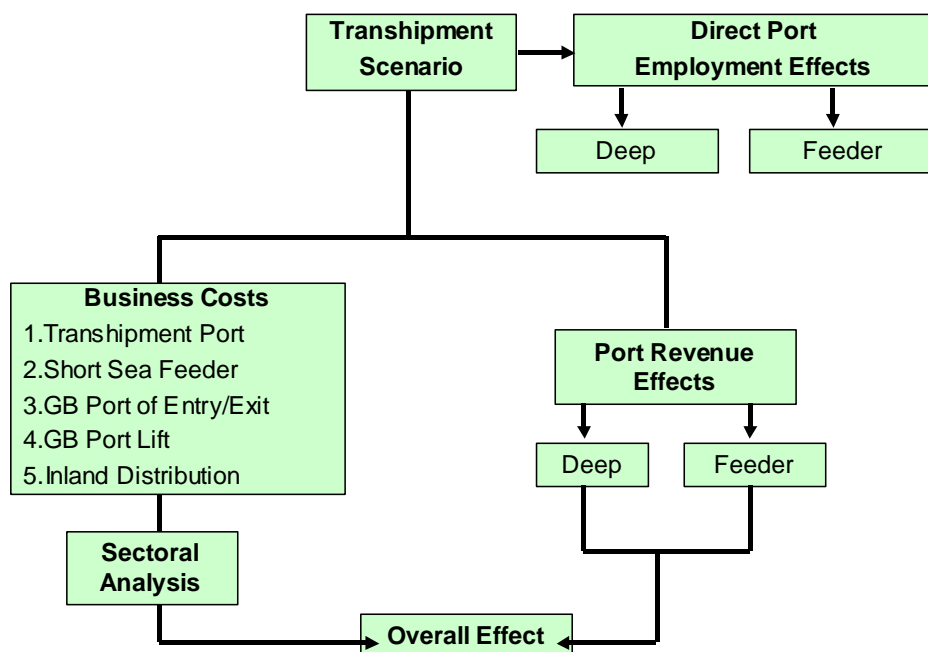 Transhipment
Scenario
Direct Port
Employment Effects
Deep
Feeder
Business Costs
1.Transhipment Port
2.Short Sea Feeder
3.GB Port of Entry/Exit
4.GB Port Lift
5.Inland Distribution
Port Revenue
Effects
Deep
Feeder
Sectoral
Analysis
Overall Effect